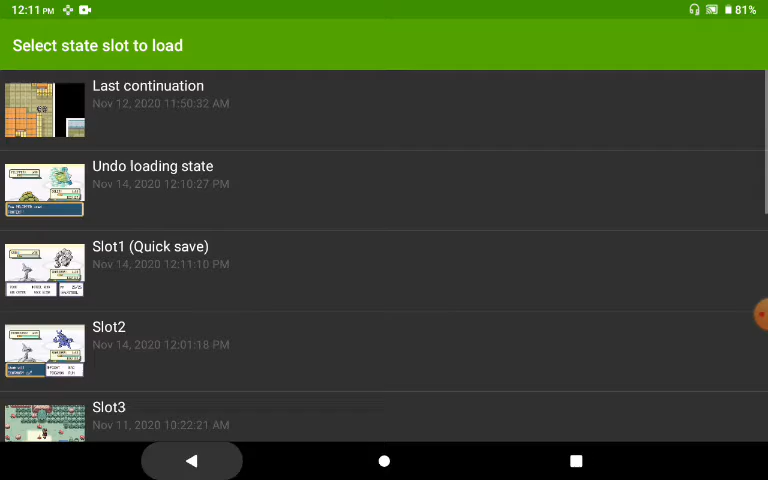 12:11 PM
81%
Select state slot to load
Last continuation
Nov 12, 2020 11:50:32 AM
Undo loading state
Nov 14, 2020 12:10:27 PM
Slot1 (Quick save)
Nov 14, 2020 12:11:10 PM
Slot2
Nov 14, 2020 12:01:18 PM
Slot3
Nov 11, 2020 10:22:21 AM